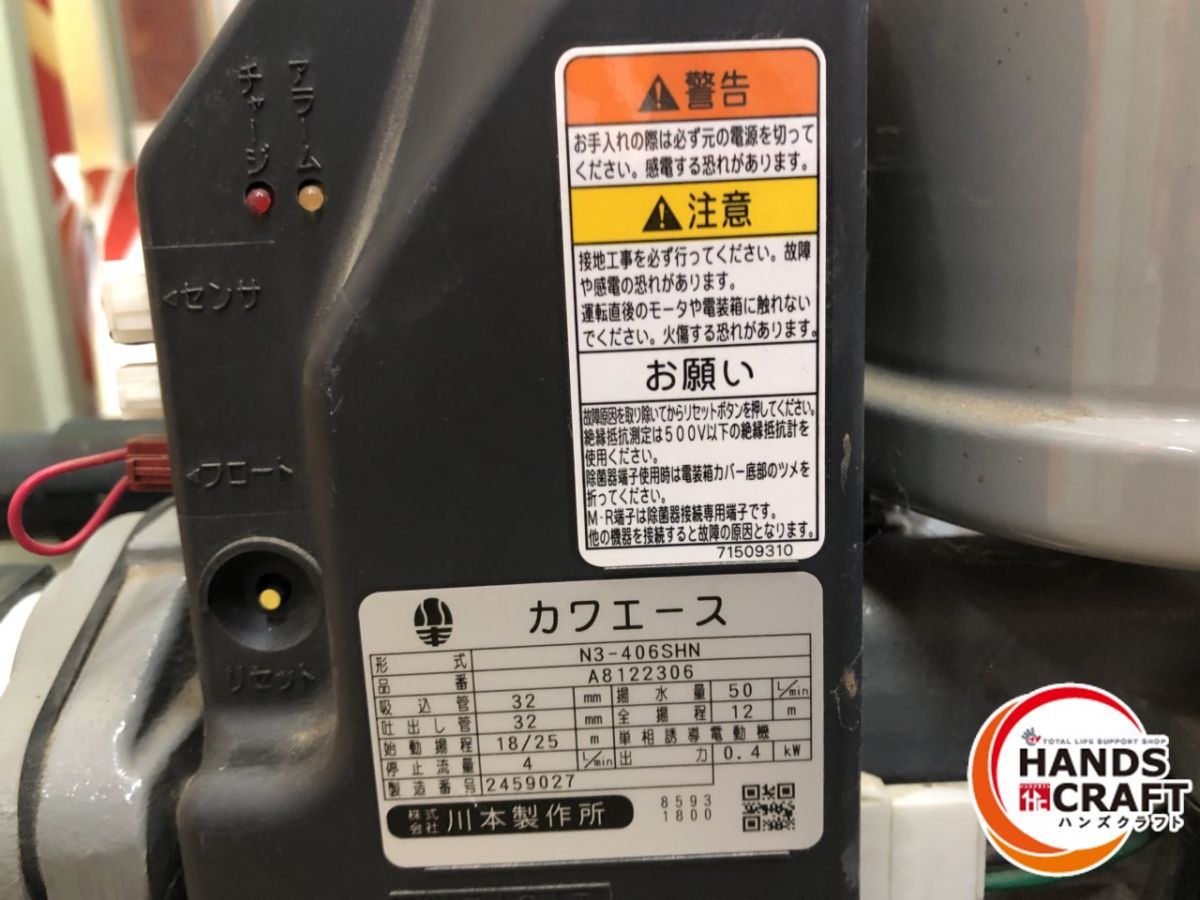 チャージ
アラーム
◁センサ
◁フロート
リセット
⚠警告
お手入れの際は必ず元の電源を切って
ください。感電する恐れがあります。
⚠注意
接地工事を必ず行ってください。故障
や感電の恐れがあります。
運転直後のモータや電装箱に触れない
でください。火傷する恐れがあります。
お願い
故障原因を取り除いてからリセットボタンを押してください。
絶縁抵抗測定は500V以下の絶縁抵抗計を
使用ください。
除菌器端子使用時は電装箱カバー底部のツメを
折ってください。
M・R端子は除菌器接続専用端子です。
他の機器を接続すると故障の原因となります。
71509310
カワエース
形式 N3-406SHN
品番 A8122306
吸込管 32 mm 揚水量 50 L/min
吐出し管 32 mm 全揚程 12 m
始動揚程 18/25 m 単相誘導電動機
停止流量 4 L/min 出力 0.4 kW
製造番号 2459027
株式会社 川本製作所
8593
1800
TOTAL LIFE SUPPORT SHOP
HANDS
CRAFT
ハンズクラフト